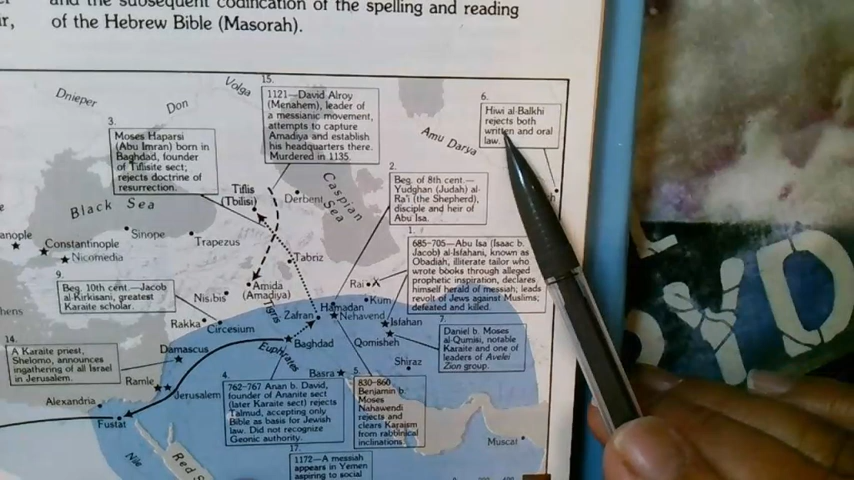 and the subsequent codification of the spelling and reading
of the Hebrew Bible (Masorah).
Dnieper
Don
Volga
15.
1121—David Alroy
(Menahem), leader of
a messianic movement,
attempts to capture
Amadiya and establish
his headquarters there.
Murdered in 1135.
6.
Hiwi al-Balkhi
rejects both
written and oral
law.
Amu Darya
3.
Moses Haparsi
(Abu Imran) born in
Baghdad, founder
of Tiflisite sect;
rejects doctrine of
resurrection.
2.
Beg. of 8th cent.—
Yudghan (Judah) al-
Ra'i (the Shepherd),
disciple and heir of
Abu Isa.
Tiflis
(Tbilisi)
Derbent
Caspian
Sea
Black Sea
Constantinople
Nicomedia
Sinope
Trapezus
Tabriz
1.
685-705—Abu Isa (Isaac b.
Jacob) al-Isfahani, known as
Obadiah, illiterate tailor who
wrote books through alleged
prophetic inspiration, declares
himself herald of messiah; leads
revolt of Jews against Muslims;
defeated and killed.
9.
Beg. 10th cent.—Jacob
al-Kirkisani, greatest
Karaite scholar.
Nis.bis
Amida
(Amadiya)
Rai
Kum
Hamadan
Nehavend
Zafran
Tigris
Rakka
Circesium
Isfahan
Qomisheh
7.
Daniel b. Moses
al-Qumisi, notable
Karaite and one of
leaders of Avelei
Zion group.
14.
A Karaite priest,
Shelomo, announces
ingathering of all Israel
in Jerusalem.
Damascus
Baghdad
Euphrates
Shiraz
Basra
Ramle
Jerusalem
Alexandria
Fustat
4.
762-767 Anan b. David,
founder of Ananite sect
(later Karaite sect) rejects
Talmud, accepting only
Bible as basis for Jewish
law. Did not recognize
Geonic authority.
5.
830-860
Benjamin b.
Moses
Nahawendi
rejects and
clears Karaism
from rabbinical
inclinations.
Muscat
Nile
Red S
17.
1172—A messiah
appears in Yemen
aspiring to social